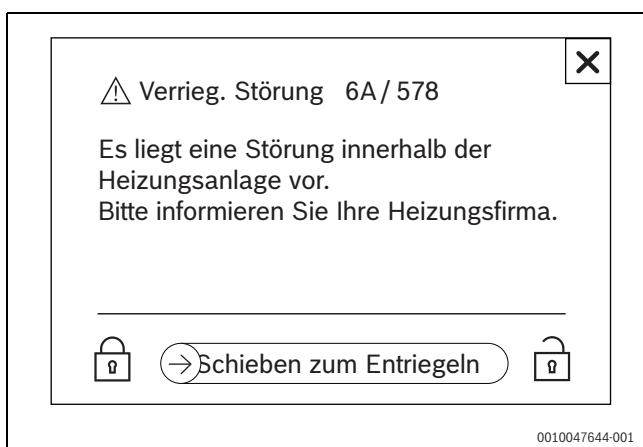 Verrieg. Störung 6A/578
Es liegt eine Störung innerhalb der
Heizungsanlage vor.
Bitte informieren Sie Ihre Heizungsfirma.
Schieben zum Entriegeln
0010047644-001